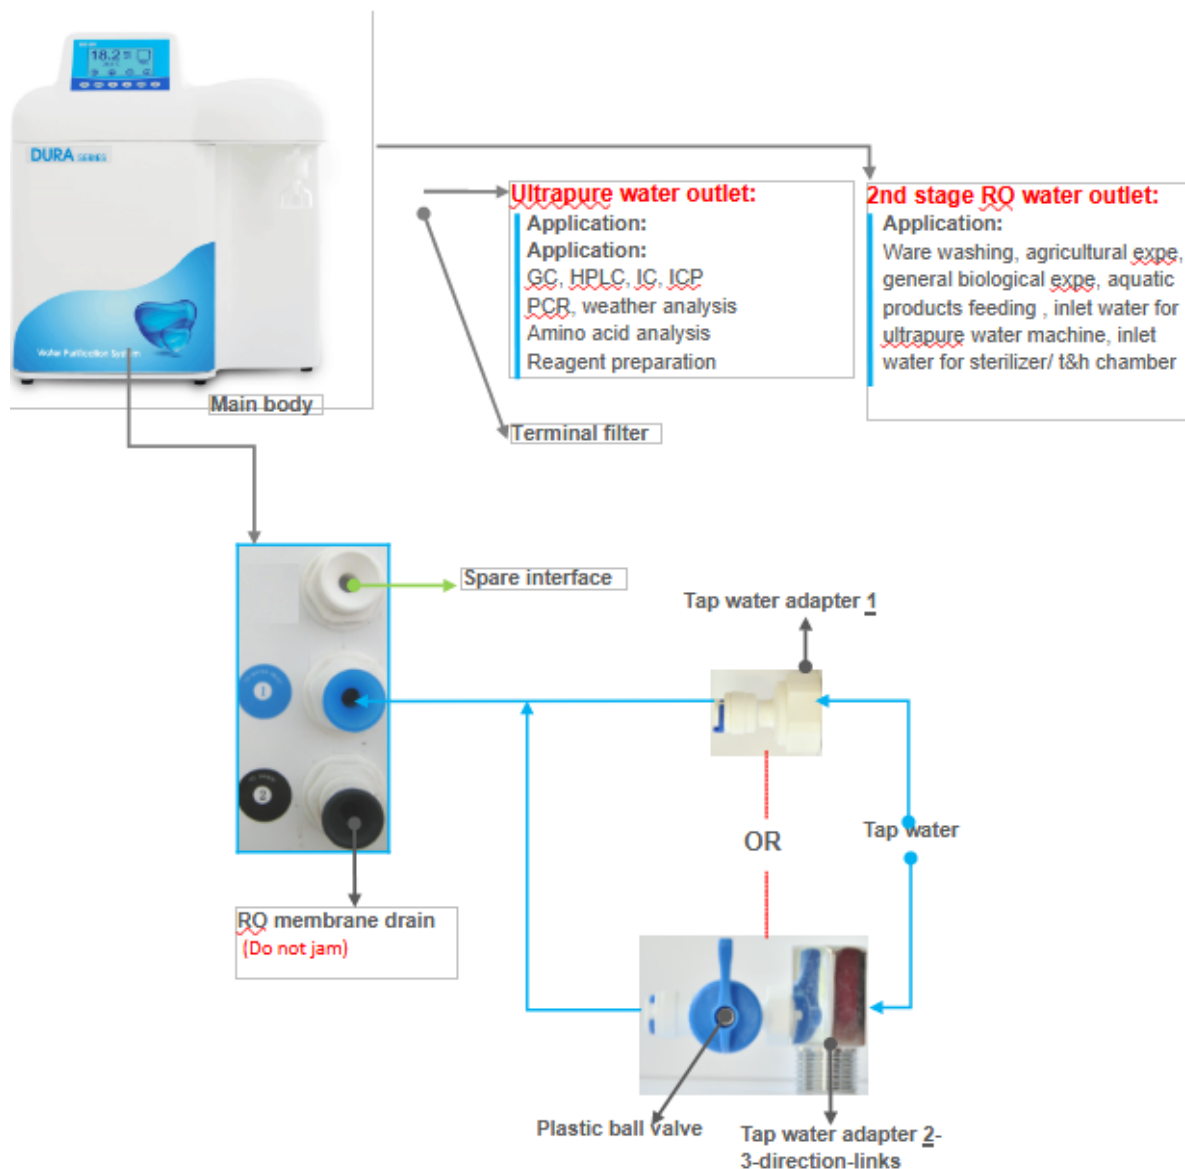 18.2
DURA SERIES
Water Purification System
Main body
Ultrapure water outlet:
Application:
Application:
GC, HPLC, IC, ICP
PCR, weather analysis
Amino acid analysis
Reagent preparation
2nd stage RO water outlet:
Application:
Ware washing, agricultural expe,
general biological expe, aquatic
products feeding , inlet water for
ultrapure water machine, inlet
water for sterilizer/ t&h chamber
Terminal filter
Spare interface
Tap water adapter 1
1
2
OR
Tap water
RO membrane drain
(Do not jam)
Plastic ball valve
Tap water adapter 2-
3-direction-links